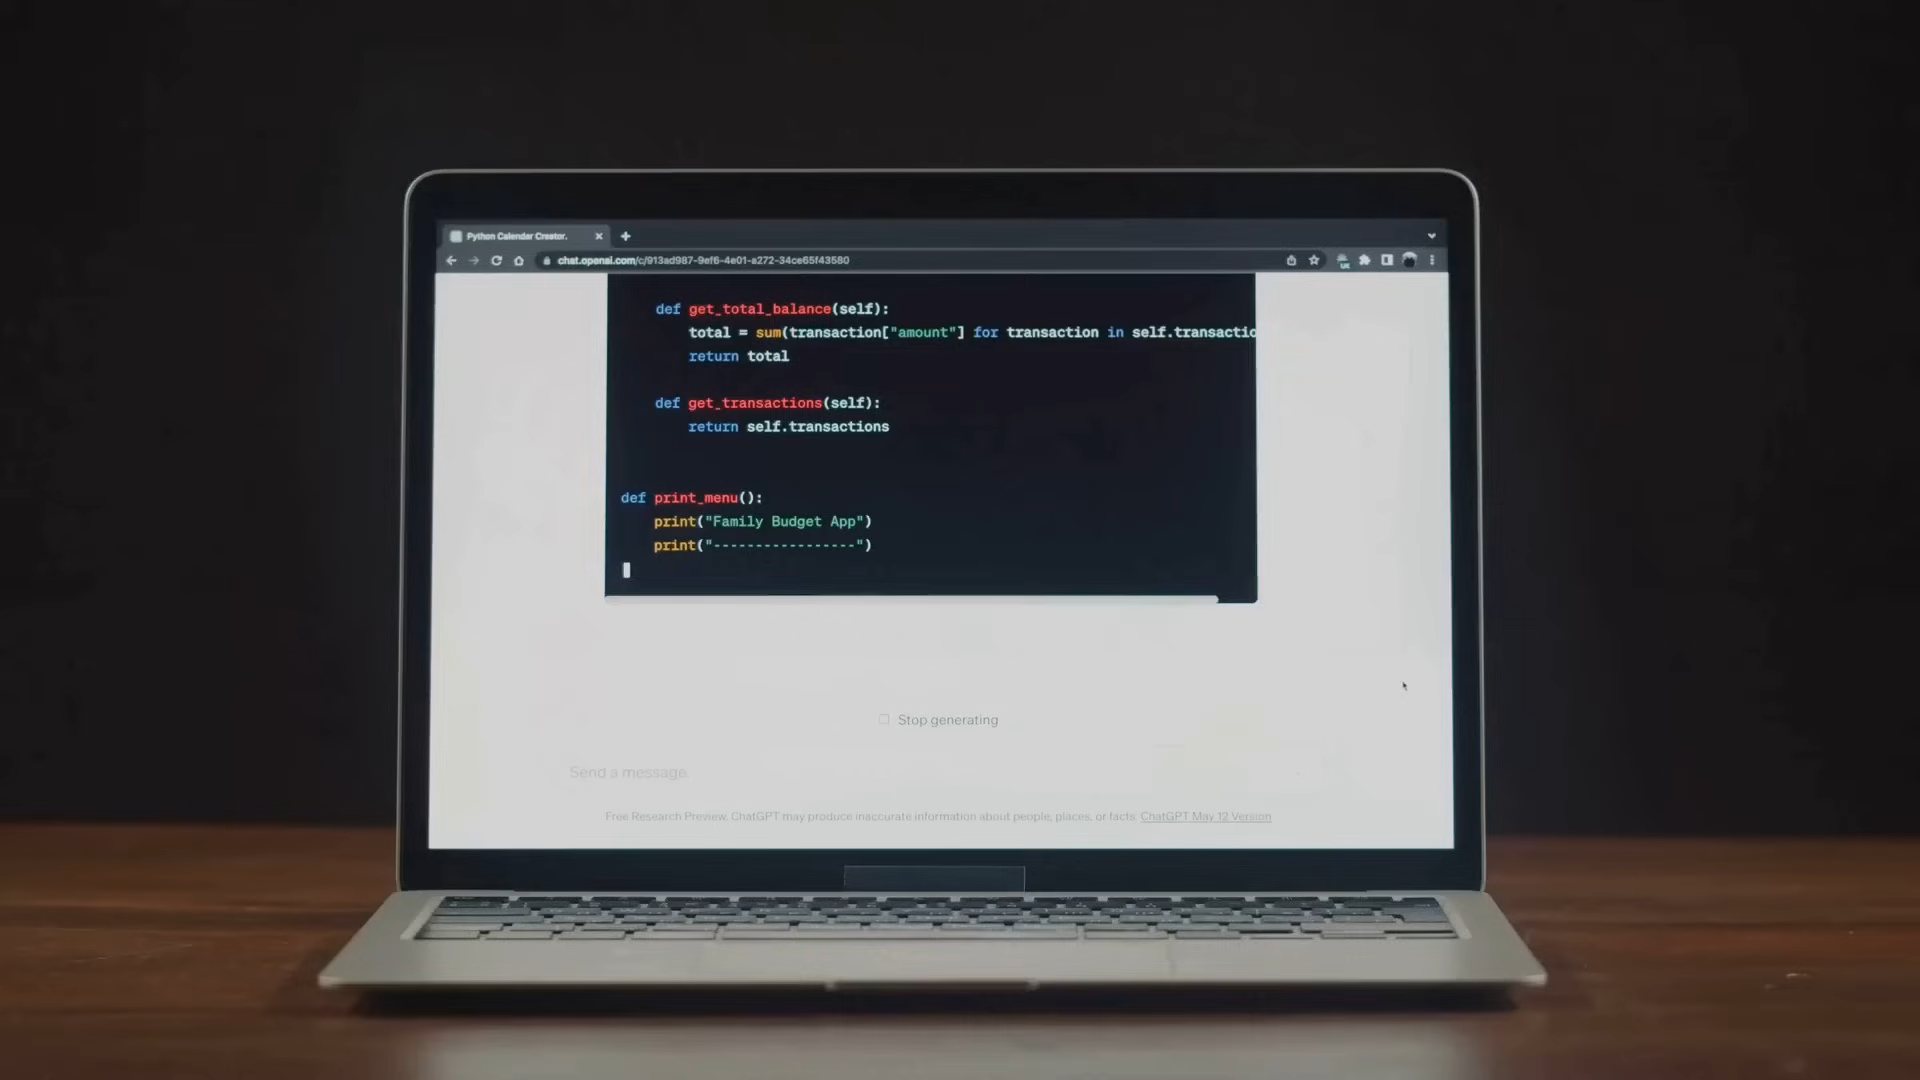 Python Calender Creator.
chat.openai.com/c/913ad987-9ef6-4e01-a272-34ce65f43580
def get_total_balance(self):
total = sum(transaction["amount"] for transaction in self.transactio
return total
def get_transactions(self):
return self.transactions
def print_menu():
print("Family Budget App")
print("-----------------")
Stop generating
Send a message.
Free Research Preview. ChatGPT may produce inaccurate information about people, places, or facts. ChatGPT May 12 Version